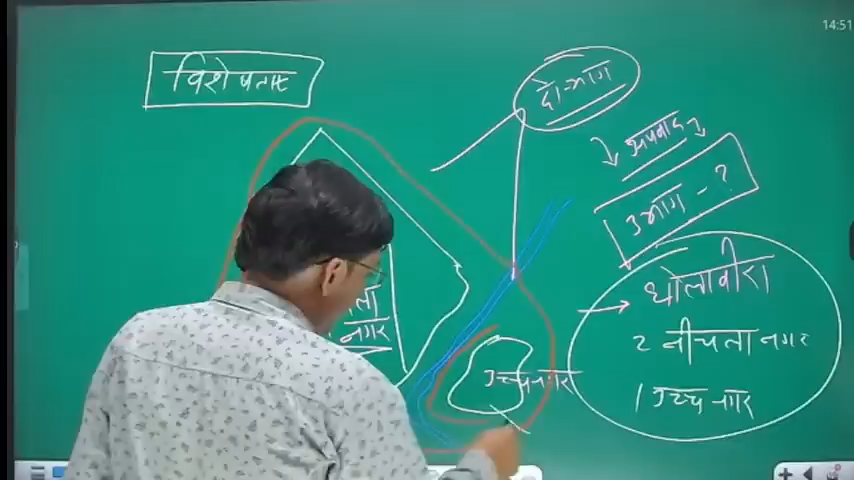 14:51
विशेषताएं
दो-भाग
अपवाद
3 भाग - ?
धोलावीरा
2 नीचला नगर
1 उच्च नगर
ला
नगर
उच्च नगर